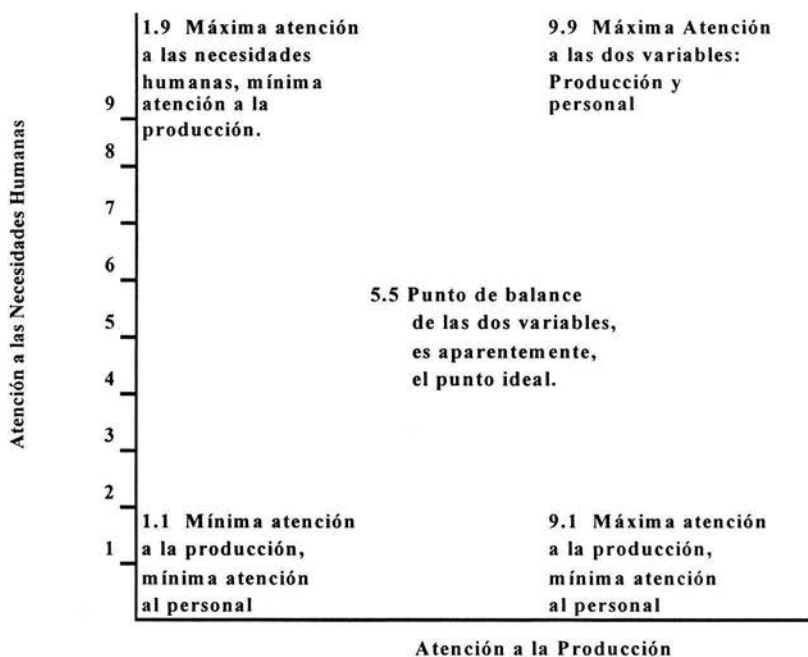 Atención a las Necesidades Humanas
9
8
7
6
5
4
3
2
1
1.9 Máxima atención
a las necesidades
humanas, mínima
atención a la
producción.
9.9 Máxima Atención
a las dos variables:
Producción y
personal
5.5 Punto de balance
de las dos variables,
es aparentemente,
el punto ideal.
1.1 Mínima atención
a la producción,
mínima atención
al personal
9.1 Máxima atención
a la producción,
mínima atención
al personal
Atención a la Producción